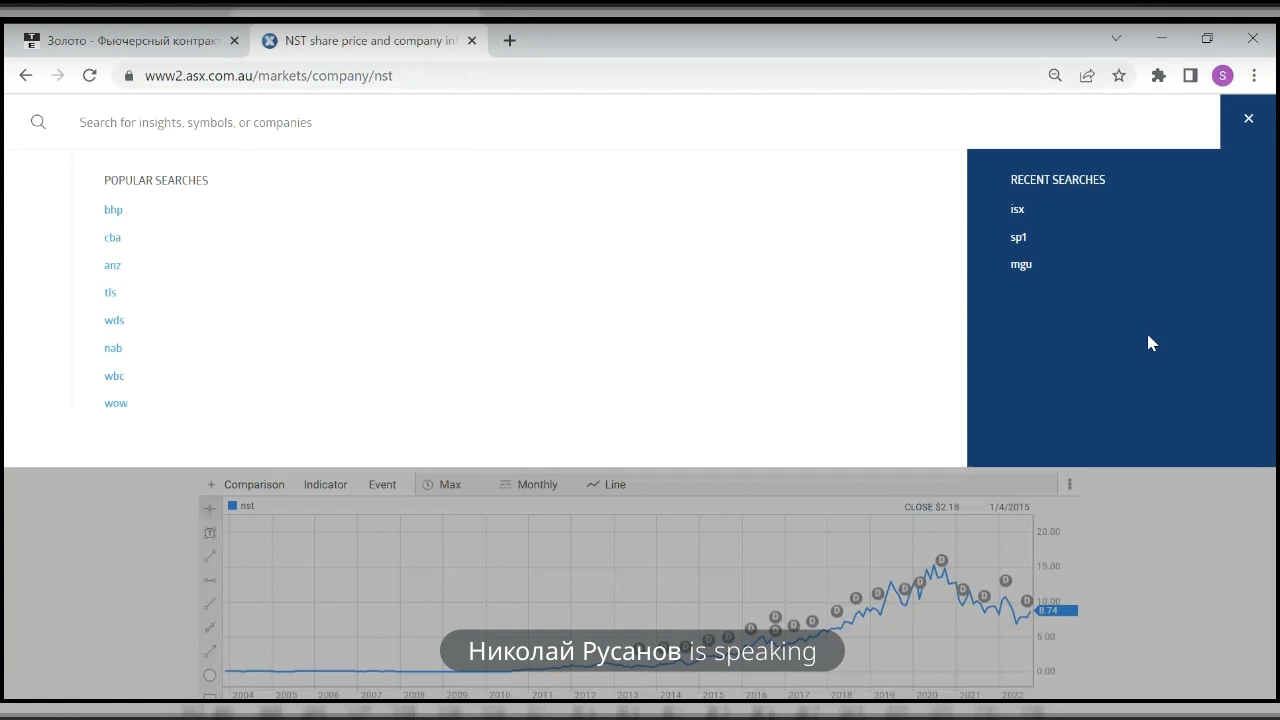 Золото - Фьючерсный контракт
NST share price and company in
www2.asx.com.au/markets/company/nst
S
Search for insights, symbols, or companies
POPULAR SEARCHES
bhp
cba
anz
tls
wds
nab
wbc
wow
RECENT SEARCHES
isx
sp1
mgu
+ Comparison Indicator Event Max Monthly Line
nst
CLOSE $2.18 1/4/2015
20.00
15.00
10.00
8.74
5.00
0.00
Николай Русанов is speaking
2004 2005 2006 2007 2008 2009 2010 2011 2012 2013 2014 2015 2016 2017 2018 2019 2020 2021 2022